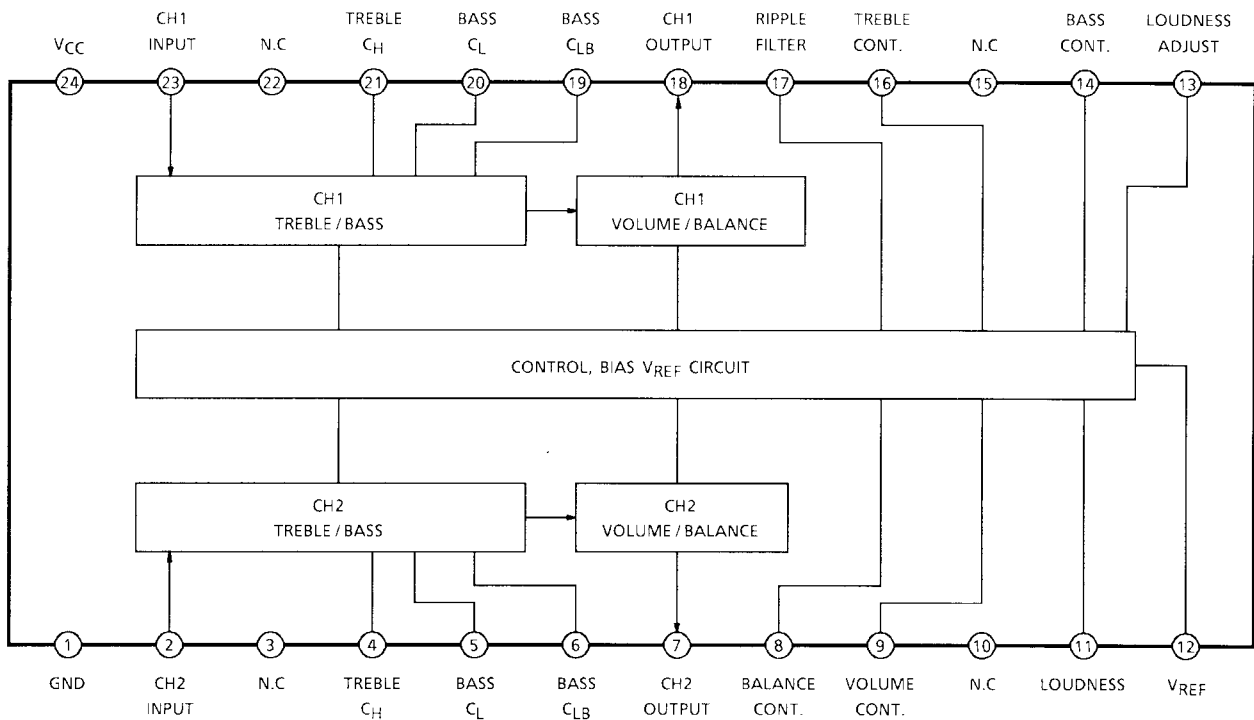 VCC
CH1
INPUT
N.C
TREBLE
CH
BASS
CL
BASS
CLB
CH1
OUTPUT
RIPPLE
FILTER
TREBLE
CONT.
N.C
BASS
CONT.
LOUDNESS
ADJUST
24
23
22
21
20
19
18
17
16
15
14
13
CH1
TREBLE / BASS
CH1
VOLUME / BALANCE
CONTROL, BIAS VREF CIRCUIT
CH2
TREBLE / BASS
CH2
VOLUME / BALANCE
1
2
3
4
5
6
7
8
9
10
11
12
GND
CH2
INPUT
N.C
TREBLE
CH
BASS
CL
BASS
CLB
CH2
OUTPUT
BALANCE
CONT.
VOLUME
CONT.
N.C
LOUDNESS
VREF